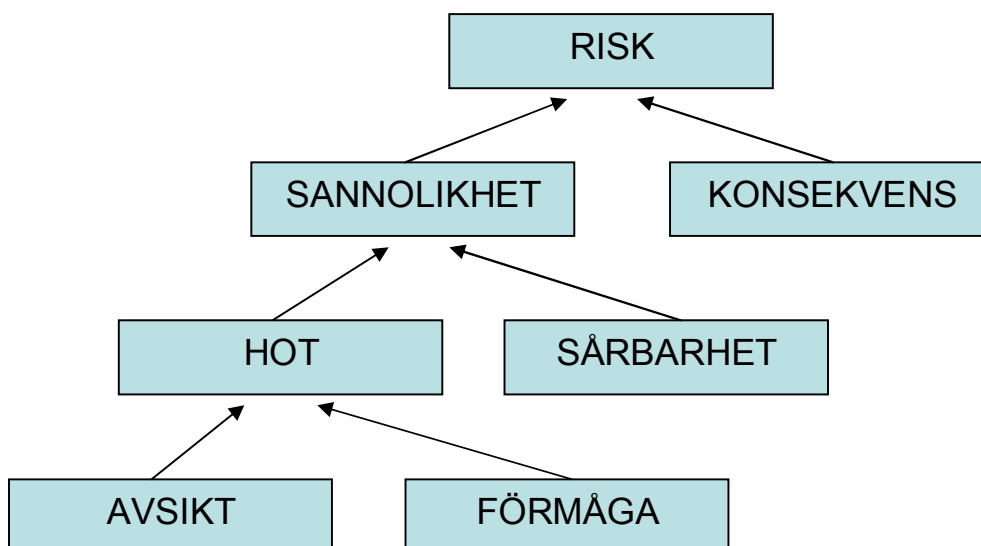 RISK
SANNOLIKHET
KONSEKVENS
HOT
SÅRBARHET
AVSIKT
FÖRMÅGA